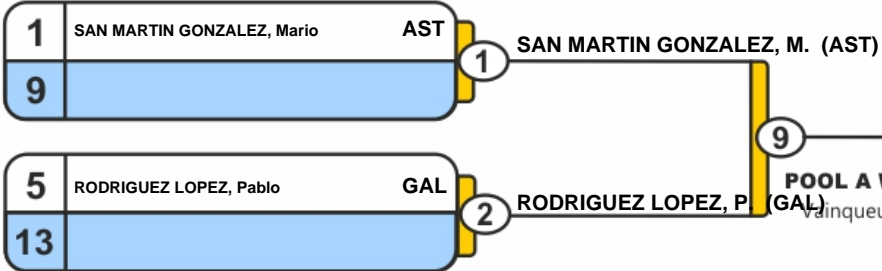 1 SAN MARTIN GONZALEZ, Mario AST
9
1
SAN MARTIN GONZALEZ, M. (AST)
9
5 RODRIGUEZ LOPEZ, Pablo GAL
13
2
RODRIGUEZ LOPEZ, P. (GAL)
POOL A